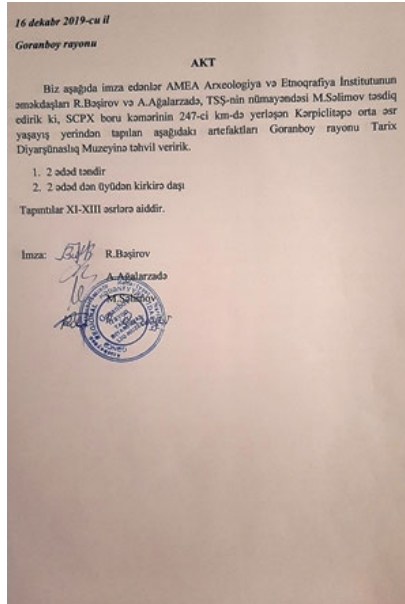 16 dekabr 2019-cu il
Goranboy rayonu
AKT
Biz aşağıda imza edənlər AMEA Arxeologiya və Etnoqrafiya İnstitutunun
əməkdaşları R.Bəşirov və A.Ağalarzadə, TSŞ-nin nümayəndəsi M.Səlimov təsdiq
edirik ki, SCPX boru kəmərinin 247-ci km-də yerləşən Kərpiclitəpə orta əsr
yaşayış yerindən tapılan aşağıdakı artefaktları Goranboy rayonu Tarix
Diyarşünaslıq Muzeyinə təhvil veririk.
1. 2 ədəd təndir
2. 2 ədəd dən üyüdən kirkirə daşı
Tapıntılar XI-XIII əsrlərə aiddir.
İmza: R.Bəşirov
A.Ağalarzadə
M.Səlimov